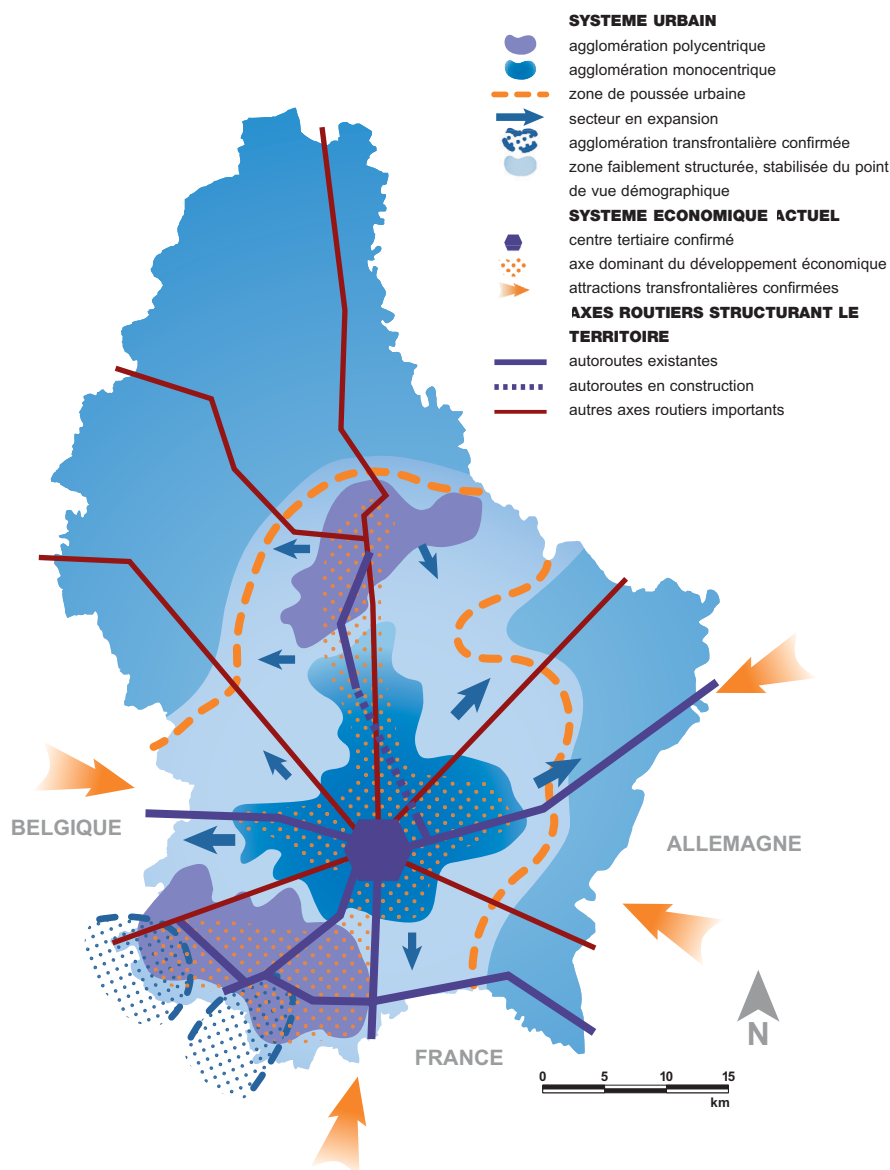 SYSTEME URBAIN
agglomération polycentrique
agglomération monocentrique
zone de poussée urbaine
secteur en expansion
agglomération transfrontalière confirmée
zone faiblement structurée, stabilisée du point
de vue démographique
SYSTEME ECONOMIQUE ACTUEL
centre tertiaire confirmé
axe dominant du développement économique
attractions transfrontalières confirmées
AXES ROUTIERS STRUCTURANT LE
TERRITOIRE
autoroutes existantes
autoroutes en construction
autres axes routiers importants
BELGIQUE
ALLEMAGNE
FRANCE
N
0 5 10 15
km